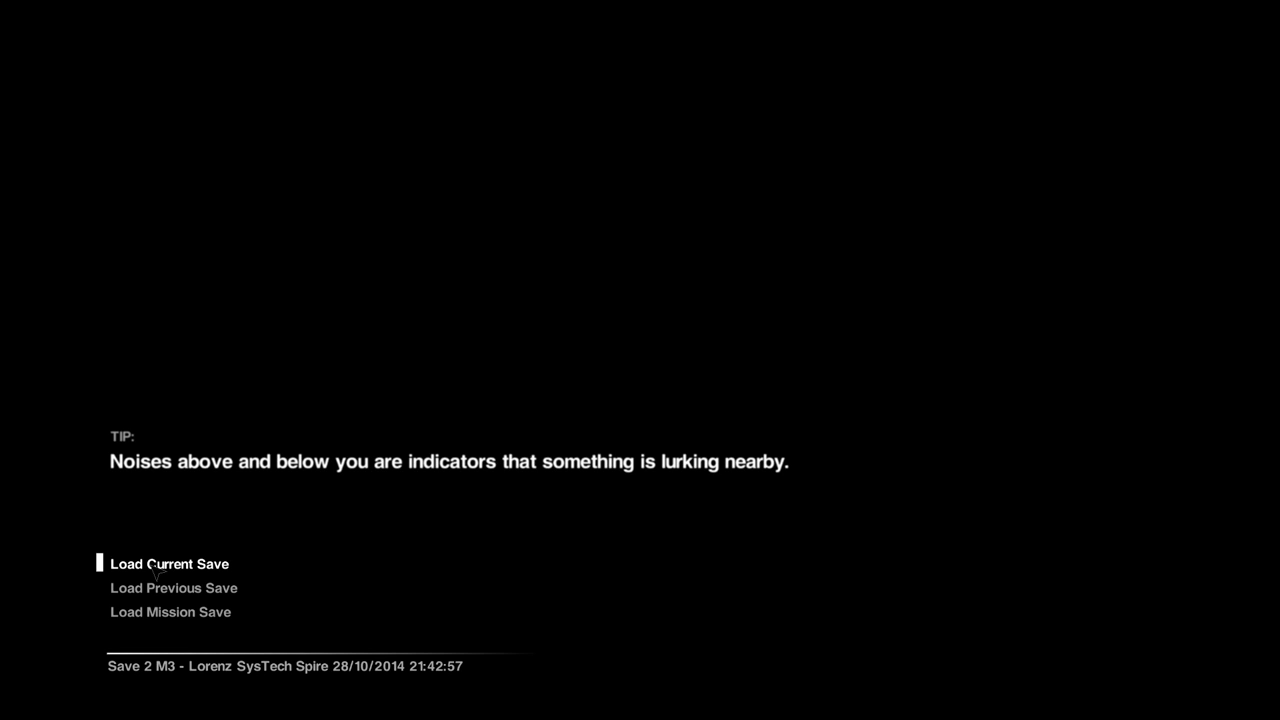 TIP:
Noises above and below you are indicators that something is lurking nearby.
Load Current Save
Load Previous Save
Load Mission Save
Save 2 M3 - Lorenz SysTech Spire 28/10/2014 21:42:57